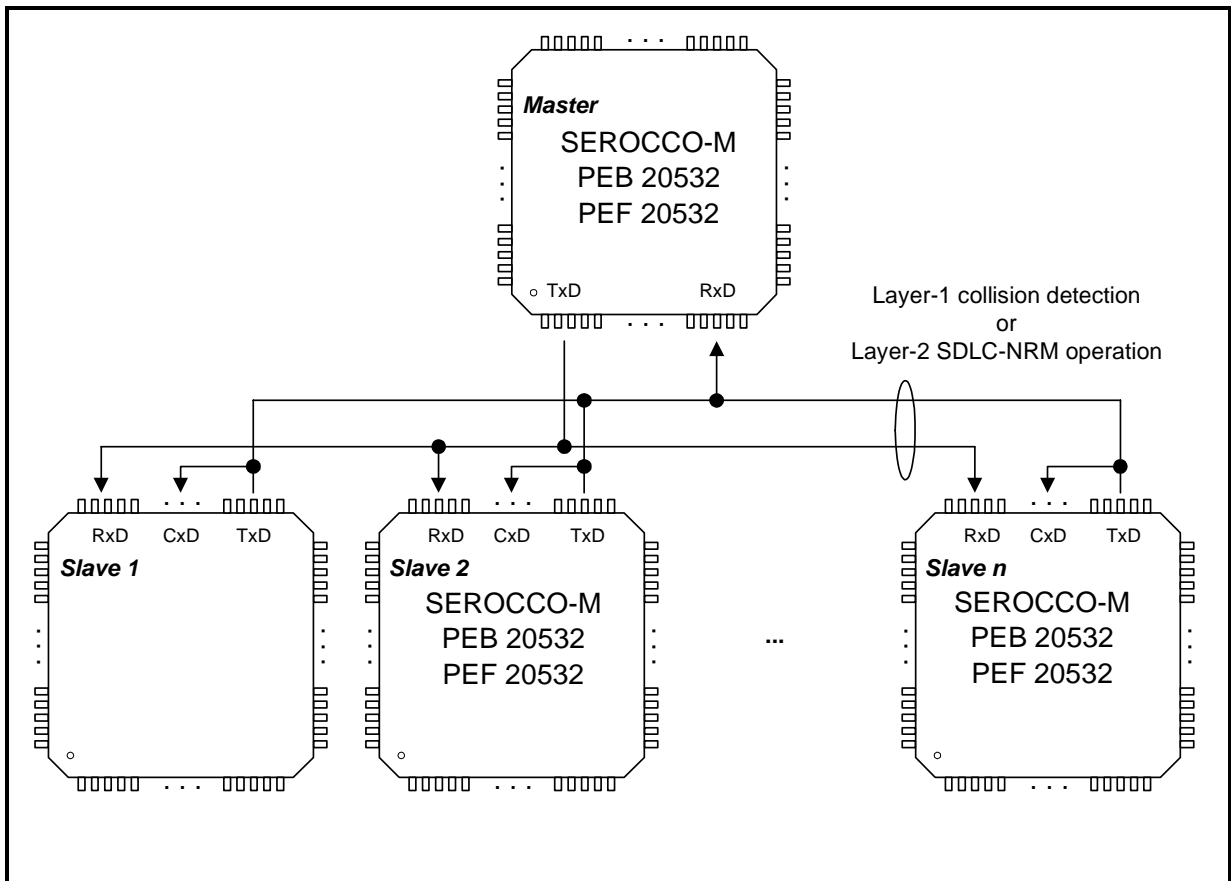 Master
SEROCCO-M
PEB 20532
PEF 20532
TxD RxD
Layer-1 collision detection
or
Layer-2 SDLC-NRM operation
RxD CxD TxD
Slave 1
RxD CxD TxD
Slave 2
SEROCCO-M
PEB 20532
PEF 20532
...
RxD CxD TxD
Slave n
SEROCCO-M
PEB 20532
PEF 20532